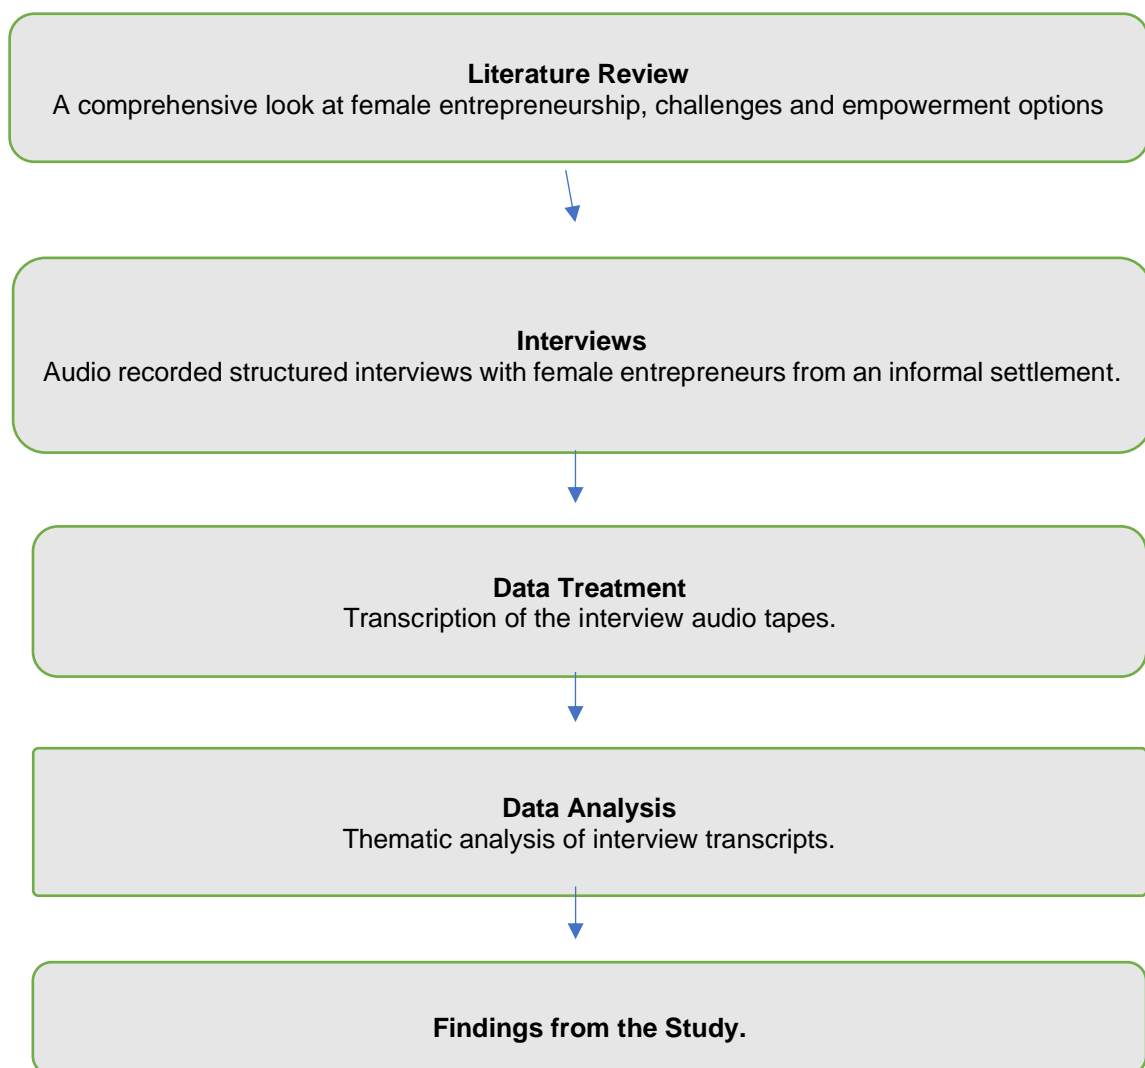 Literature Review
A comprehensive look at female entrepreneurship, challenges and empowerment options
Interviews
Audio recorded structured interviews with female entrepreneurs from an informal settlement.
Data Treatment
Transcription of the interview audio tapes.
Data Analysis
Thematic analysis of interview transcripts.
Findings from the Study.